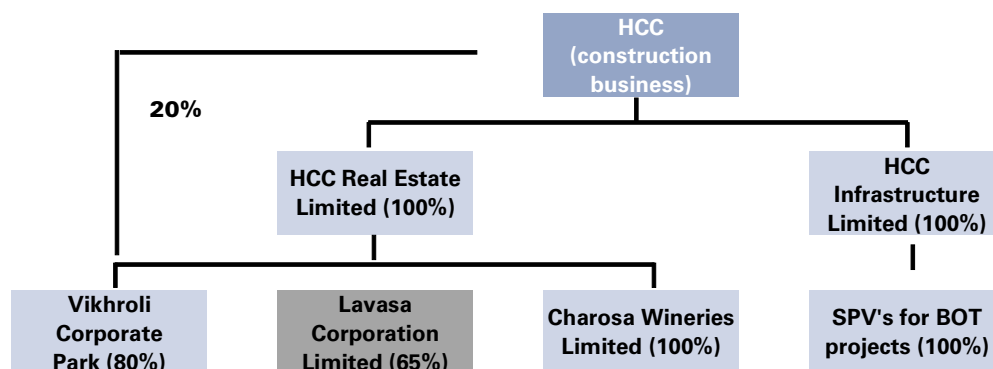 HCC
(construction
business)
20%
HCC Real Estate
Limited (100%)
HCC
Infrastructure
Limited (100%)
Vikhroli
Corporate
Park (80%)
Lavasa
Corporation
Limited (65%)
Charosa Wineries
Limited (100%)
SPV's for BOT
projects (100%)